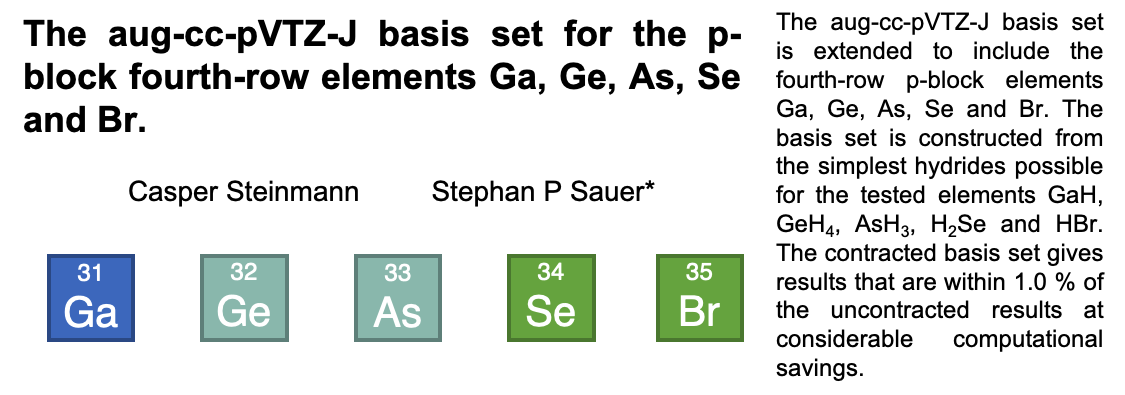 The aug-cc-pVTZ-J basis set for the p-
block fourth-row elements Ga, Ge, As, Se
and Br.
Casper Steinmann Stephan P Sauer*
31 32 33 34 35
Ga Ge As Se Br
The aug-cc-pVTZ-J basis set
is extended to include the
fourth-row p-block elements
Ga, Ge, As, Se and Br. The
basis set is constructed from
the simplest hydrides possible
for the tested elements GaH,
GeH₄, AsH₃, H₂Se and HBr.
The contracted basis set gives
results that are within 1.0 % of
the uncontracted results at
considerable computational
savings.